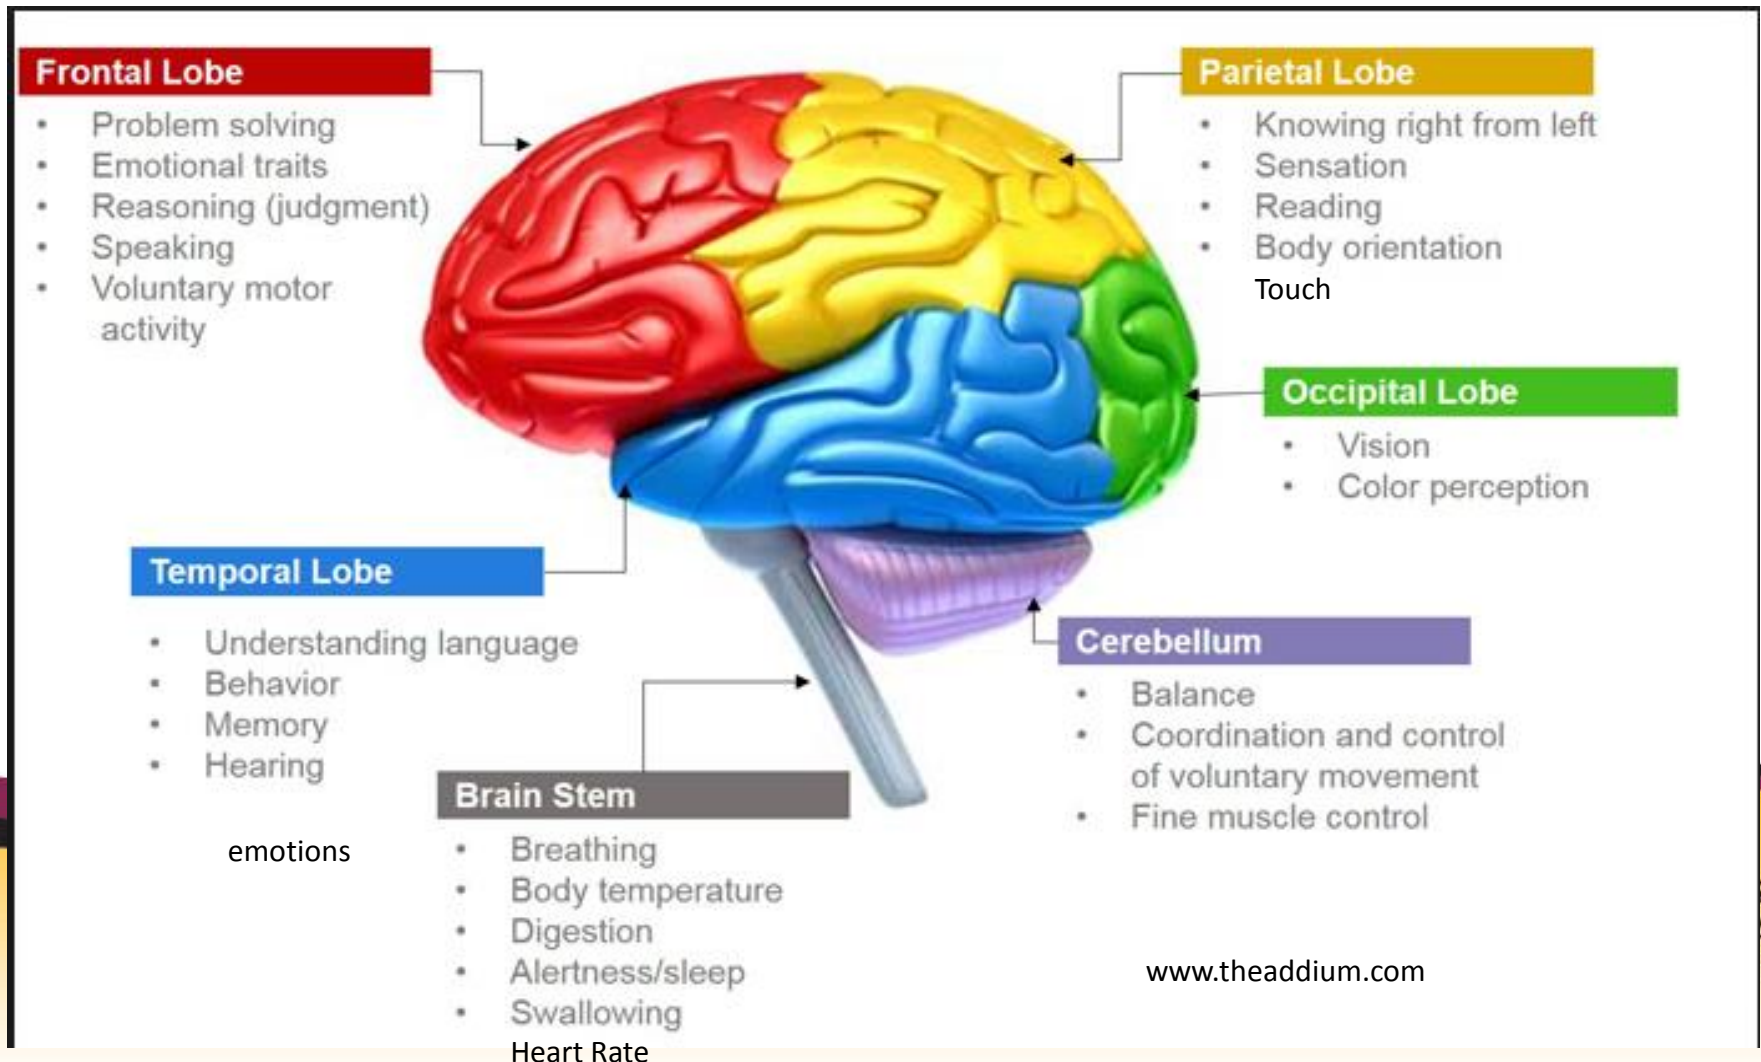 Frontal Lobe
• Problem solving
• Emotional traits
• Reasoning (judgment)
• Speaking
• Voluntary motor
activity
Parietal Lobe
• Knowing right from left
• Sensation
• Reading
• Body orientation
Touch
Occipital Lobe
• Vision
• Color perception
Temporal Lobe
• Understanding language
• Behavior
• Memory
• Hearing
emotions
Brain Stem
• Breathing
• Body temperature
• Digestion
• Alertness/sleep
• Swallowing
Heart Rate
Cerebellum
• Balance
• Coordination and control
of voluntary movement
• Fine muscle control
www.theaddium.com